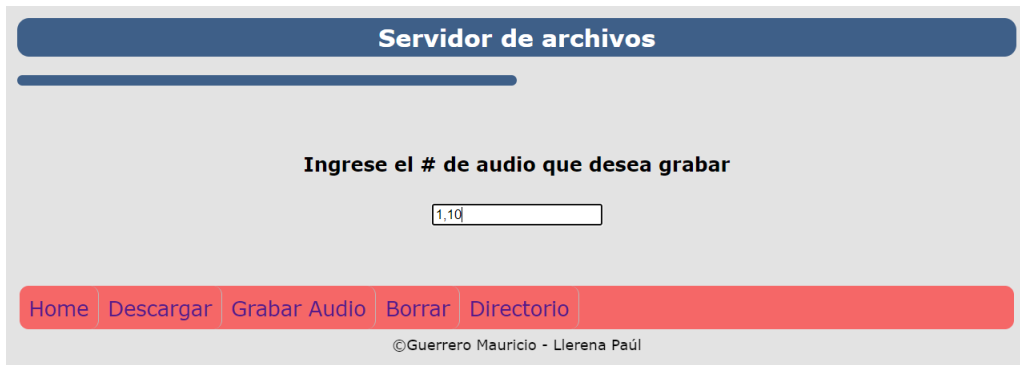 Servidor de archivos
Ingrese el # de audio que desea grabar
1,10
Home Descargar Grabar Audio Borrar Directorio
©Guerrero Mauricio - Llerena Paúl